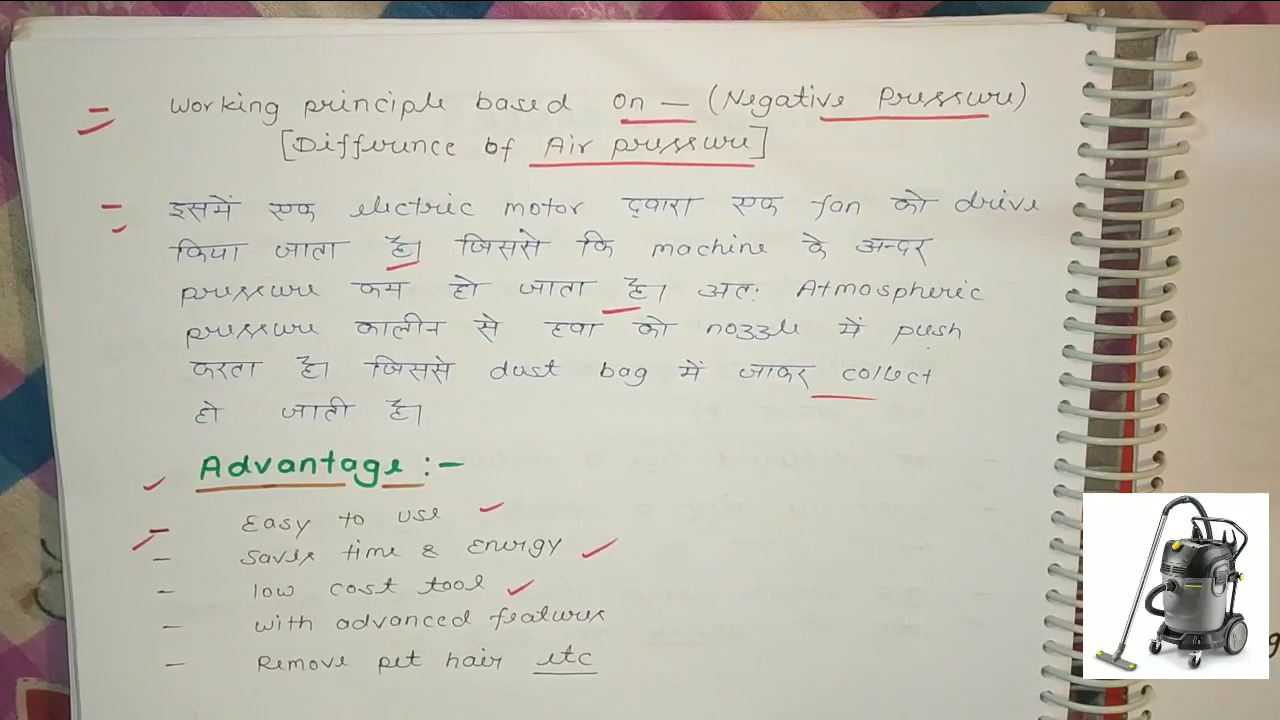 = Working principle based on — (Negative Pressure)
[Difference of Air pressure]
- इसमें एक electric motor द्वारा एक fan को drive
किया जाता है। जिससे कि machine के अन्दर
pressure कम हो जाता है। अतः Atmospheric
pressure कालीन से हवा को nozzle में push
करता है। जिससे dust bag में जाकर collect
हो जाती है।
Advantage :-
- Easy to use
- Saves time & Energy
- low cost tool
- with advanced features
- Remove pet hair etc